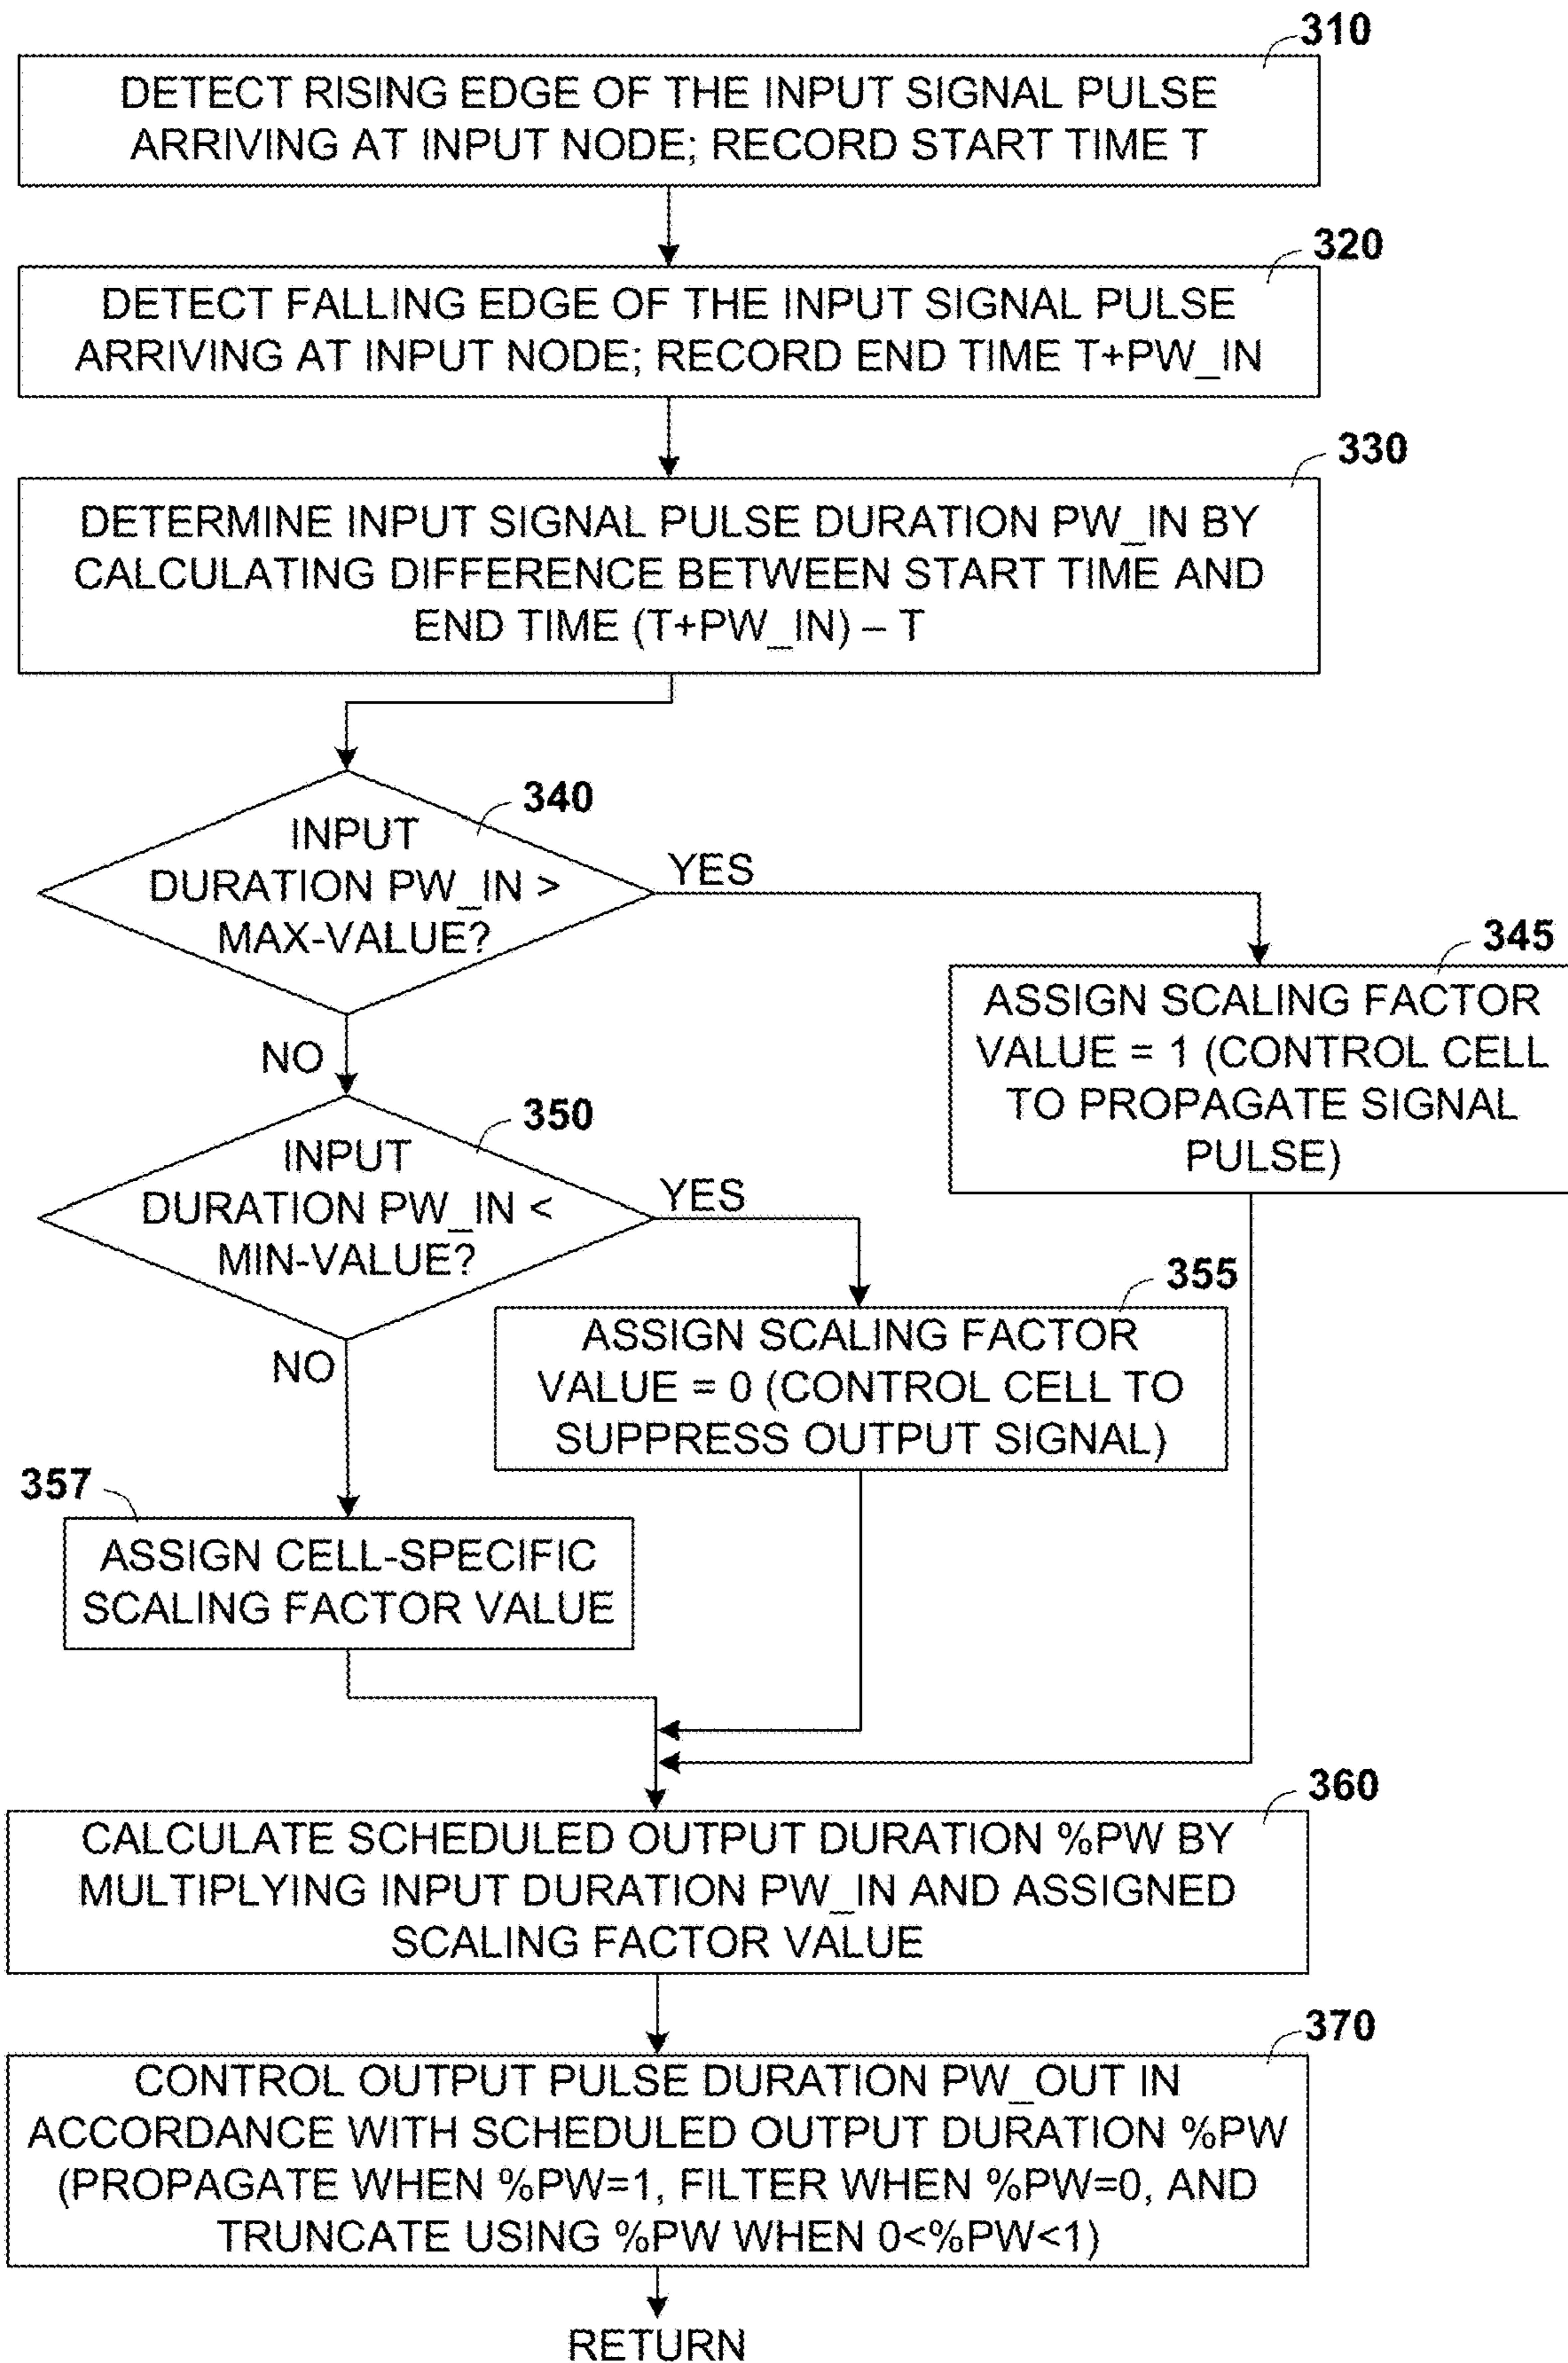 310
DETECT RISING EDGE OF THE INPUT SIGNAL PULSE
ARRIVING AT INPUT NODE; RECORD START TIME T
320
DETECT FALLING EDGE OF THE INPUT SIGNAL PULSE
ARRIVING AT INPUT NODE; RECORD END TIME T+PW_IN
330
DETERMINE INPUT SIGNAL PULSE DURATION PW_IN BY
CALCULATING DIFFERENCE BETWEEN START TIME AND
END TIME (T+PW_IN) – T
340
INPUT
DURATION PW_IN >
MAX-VALUE?
YES
NO
345
ASSIGN SCALING FACTOR
VALUE = 1 (CONTROL CELL
TO PROPAGATE SIGNAL
PULSE)
350
INPUT
DURATION PW_IN <
MIN-VALUE?
YES
NO
355
ASSIGN SCALING FACTOR
VALUE = 0 (CONTROL CELL TO
SUPPRESS OUTPUT SIGNAL)
357
ASSIGN CELL-SPECIFIC
SCALING FACTOR VALUE
360
CALCULATE SCHEDULED OUTPUT DURATION %PW BY
MULTIPLYING INPUT DURATION PW_IN AND ASSIGNED
SCALING FACTOR VALUE
370
CONTROL OUTPUT PULSE DURATION PW_OUT IN
ACCORDANCE WITH SCHEDULED OUTPUT DURATION %PW
(PROPAGATE WHEN %PW=1, FILTER WHEN %PW=0, AND
TRUNCATE USING %PW WHEN 0<%PW<1)
RETURN